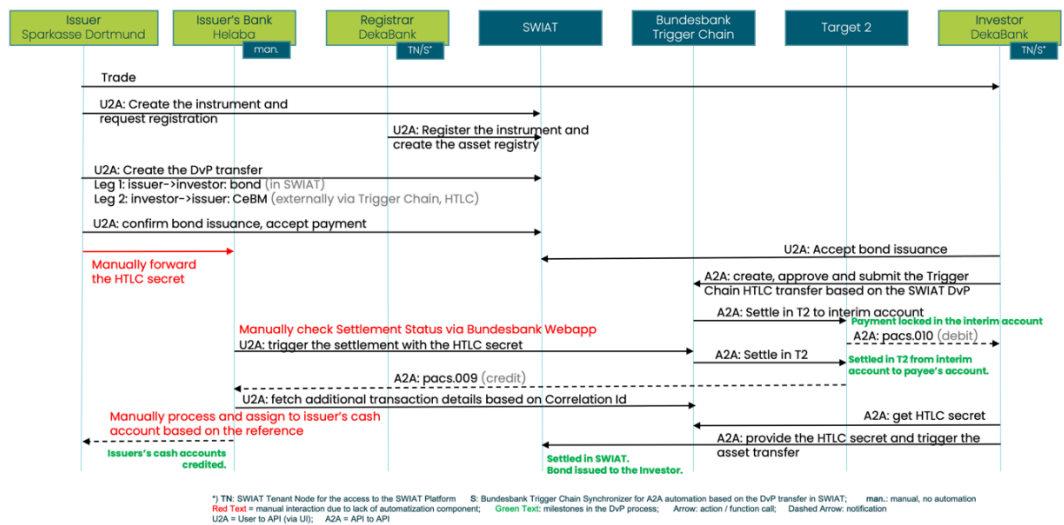 Issuer
Sparkasse Dortmund
Issuer's Bank
Helaba
man.
Registrar
DekaBank
TN/S*
SWIAT
Bundesbank
Trigger Chain
Target 2
Investor
DekaBank
TN/S*
Trade
U2A: Create the instrument and
request registration
U2A: Register the instrument and
create the asset registry
U2A: Create the DvP transfer
Leg 1: issuer->investor: bond (in SWIAT)
Leg 2: investor->issuer: CeBM (externally via Trigger Chain, HTLC)
U2A: confirm bond issuance, accept payment
Manually forward
the HTLC secret
U2A: Accept bond issuance
A2A: create, approve and submit the Trigger
Chain HTLC transfer based on the SWIAT DvP
A2A: Settle in T2 to interim account
Payment locked in the interim account
Manually check Settlement Status via Bundesbank Webapp
U2A: trigger the settlement with the HTLC secret
A2A: pacs.010 (debit)
A2A: Settle in T2
Settled in T2 from interim
account to payee's account.
A2A: pacs.009 (credit)
U2A: fetch additional transaction details based on Correlation Id
Manually process and assign to issuer's cash
account based on the reference
A2A: get HTLC secret
A2A: provide the HTLC secret and trigger the
asset transfer
Issuers's cash accounts
credited.
Settled in SWIAT.
Bond issued to the Investor.
*) TN: SWIAT Tenant Node for the access to the SWIAT Platform S: Bundesbank Trigger Chain Synchronizer for A2A automation based on the DvP transfer in SWIAT; man.: manual, no automation
Red Text = manual interaction due to lack of automatization component; Green Text: milestones in the DvP process; Arrow: action / function call; Dashed Arrow: notification
U2A = User to API (via UI); A2A = API to API